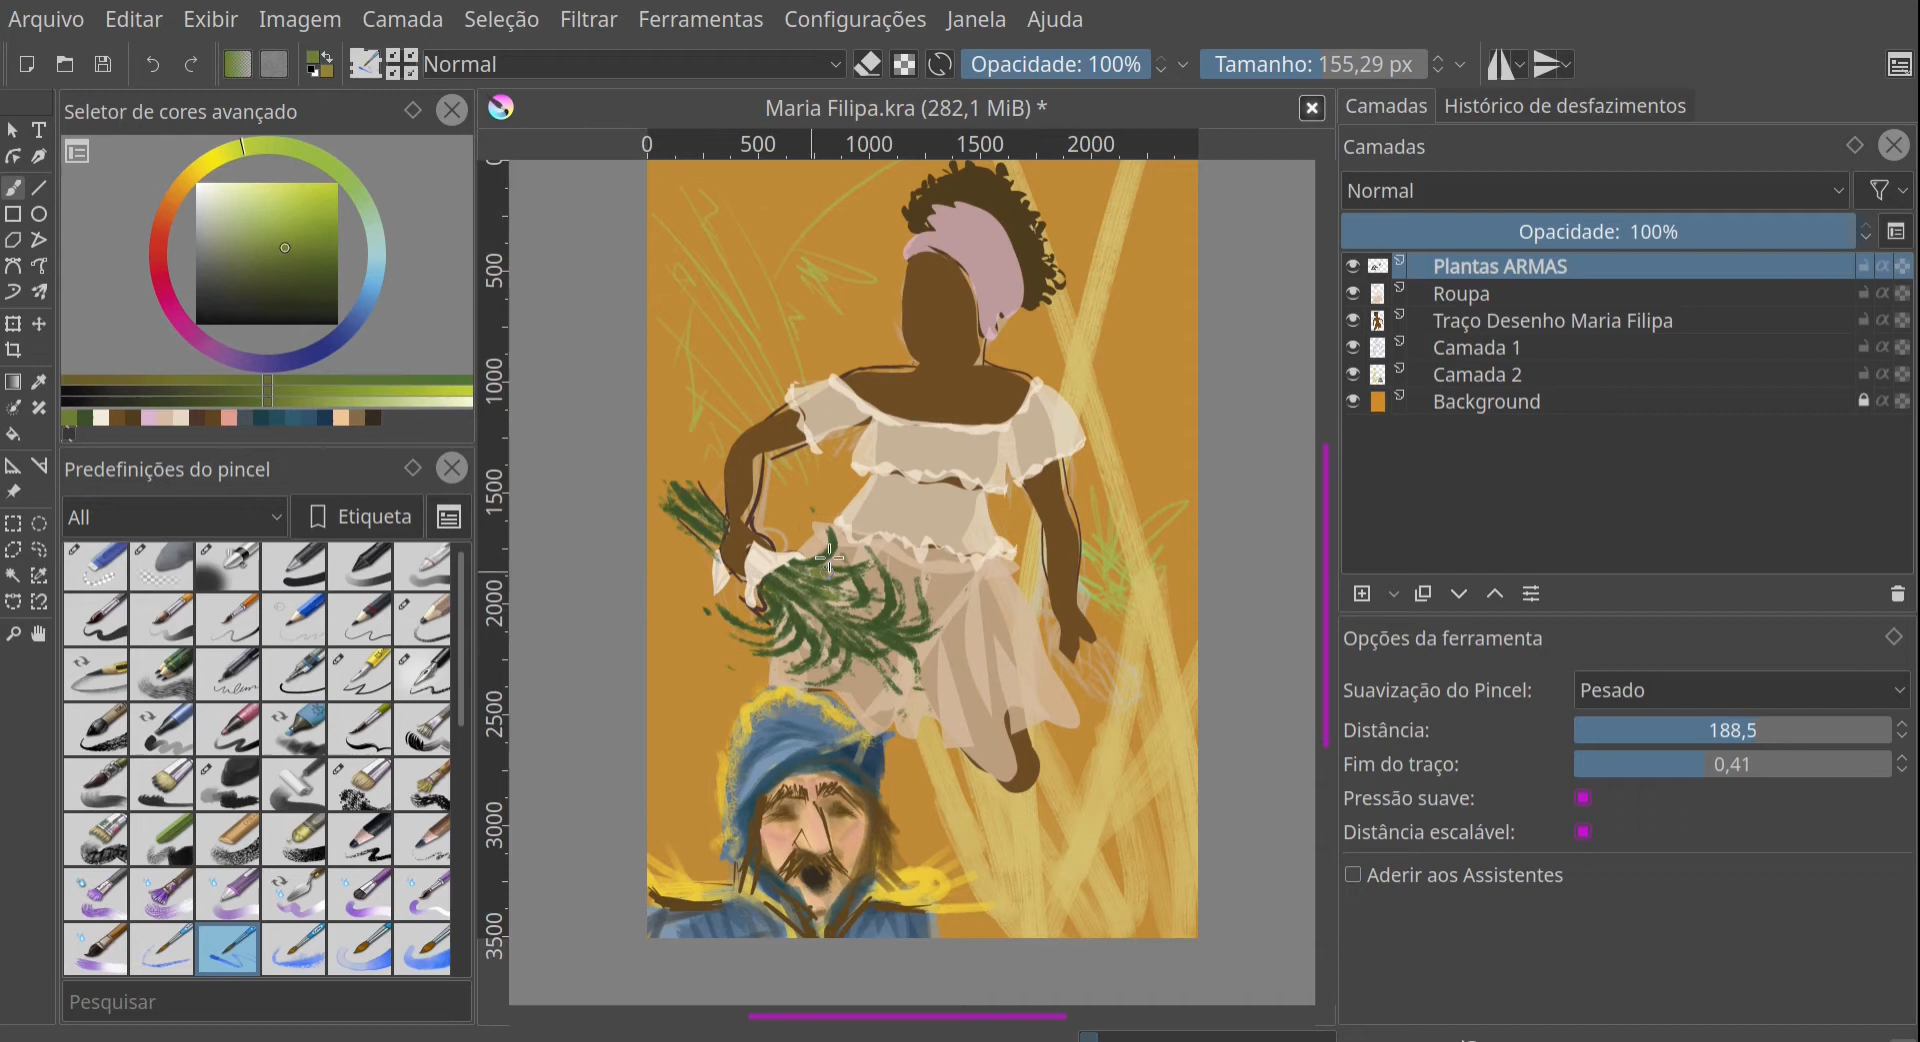 Arquivo Editar Exibir Imagem Camada Seleção Filtrar Ferramentas Configurações Janela Ajuda
Normal Opacidade: 100% Tamanho: 155,29 px
Seletor de cores avançado
Predefinições do pincel
All Etiqueta
Pesquisar
Maria Filipa.kra (282,1 MiB) *
0 500 1000 1500 2000
500
1000
1500
2000
2500
3000
3500
Camadas Histórico de desfazimentos
Camadas
Normal
Opacidade: 100%
Plantas ARMAS
Roupa
Traço Desenho Maria Filipa
Camada 1
Camada 2
Background
Opções da ferramenta
Suavização do Pincel: Pesado
Distância: 188,5
Fim do traço: 0,41
Pressão suave:
Distância escalável:
Aderir aos Assistentes